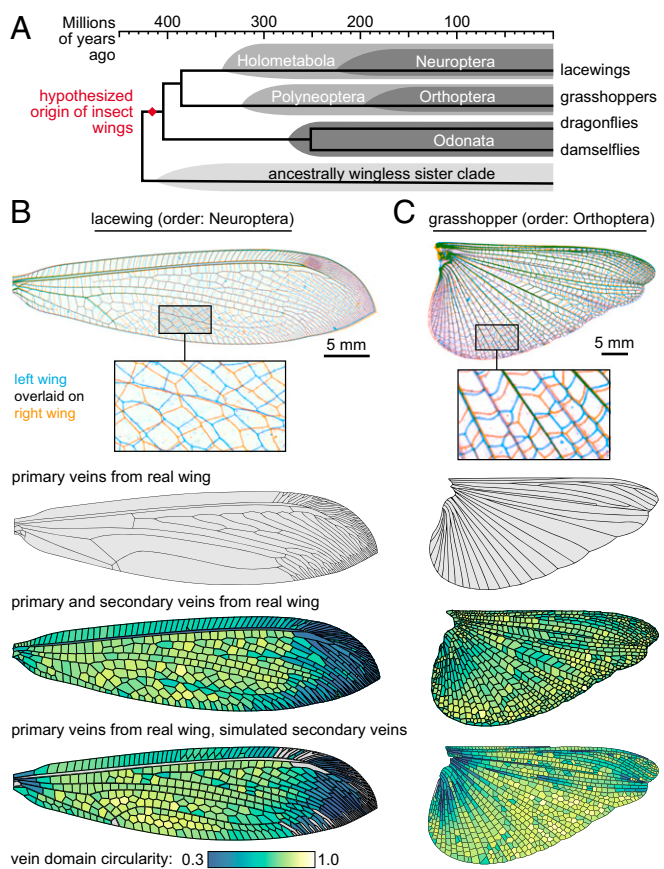 A
Millions of years ago
400 300 200 100
Holometabola
Neuroptera
lacewings
hypothesized origin of insect wings
Polyneoptera
Orthoptera
grasshoppers
dragonflies
Odonata
damselflies
ancestrally wingless sister clade
B
lacewing (order: Neuroptera)
5 mm
left wing
overlaid on
right wing
C
grasshopper (order: Orthoptera)
5 mm
primary veins from real wing
primary and secondary veins from real wing
primary veins from real wing, simulated secondary veins
vein domain circularity: 0.3 1.0